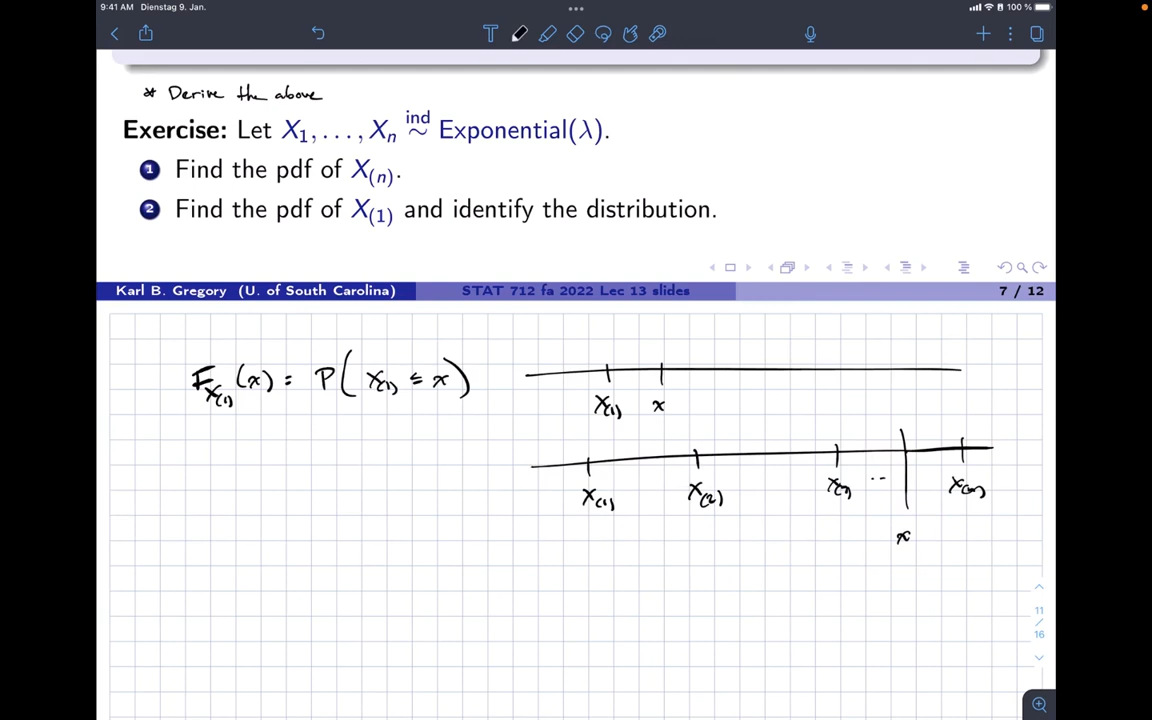 9:41 AM Dienstag 9. Jan.
100 %
* Derive the above
Exercise: Let X₁, . . . , Xₙ ind ∼ Exponential(λ).
1 Find the pdf of X₍ₙ₎.
2 Find the pdf of X₍₁₎ and identify the distribution.
Karl B. Gregory (U. of South Carolina) STAT 712 fa 2022 Lec 13 slides 7 / 12
F_X₍₁₎ (x) = P( X₍₁₎ ≤ x )
X₍₁₎ x
X₍₁₎ X₍₂₎ ·· 
x
11
/
16